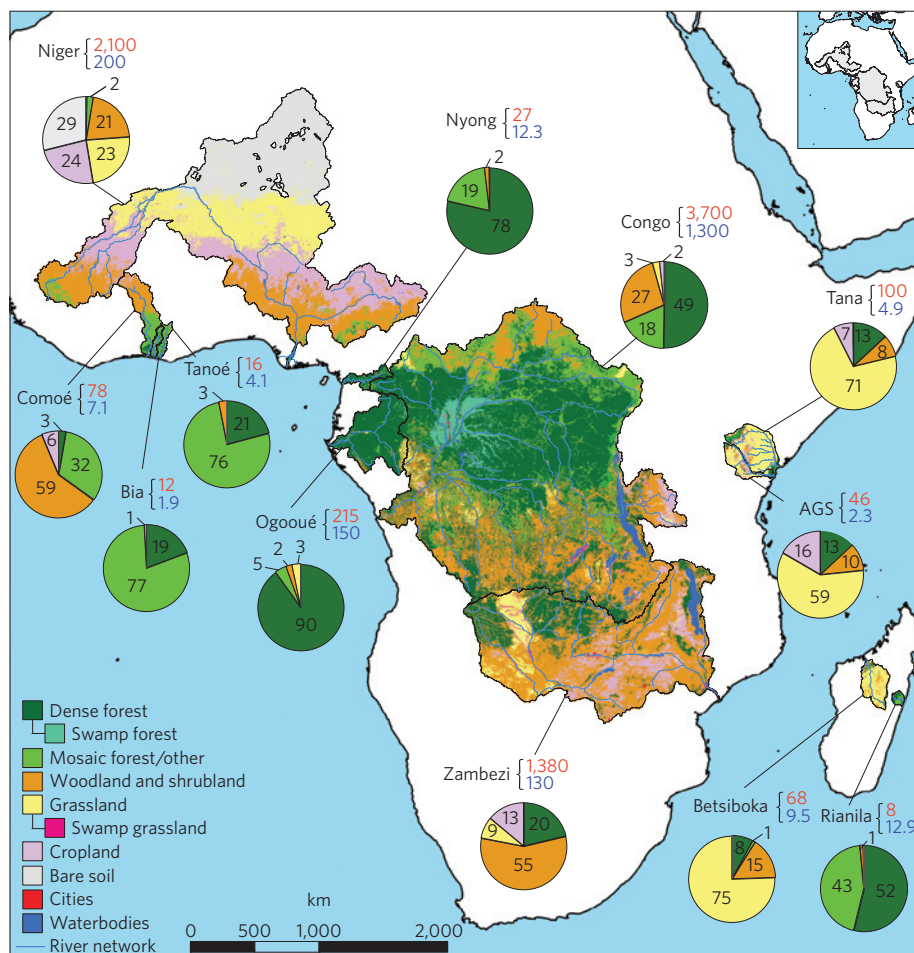 Niger { 2,100
200
2
29
21
24
23
Nyong { 27
12.3
2
19
78
Congo { 3,700
1,300
3
2
27
49
18
Tana { 100
4.9
7
13
8
71
Comoé { 78
7.1
3
6
32
59
Tanoé { 16
4.1
3
21
76
Bia { 12
1.9
1
19
77
Ogooué { 215
150
2
3
5
90
AGS { 46
2.3
16
13
10
59
Zambezi { 1,380
130
13
20
9
55
Betsiboka { 68
9.5
1
8
15
75
Rianila { 8
12.9
1
43
52
Dense forest
Swamp forest
Mosaic forest/other
Woodland and shrubland
Grassland
Swamp grassland
Cropland
Bare soil
Cities
Waterbodies
River network
km
0 500 1,000 2,000